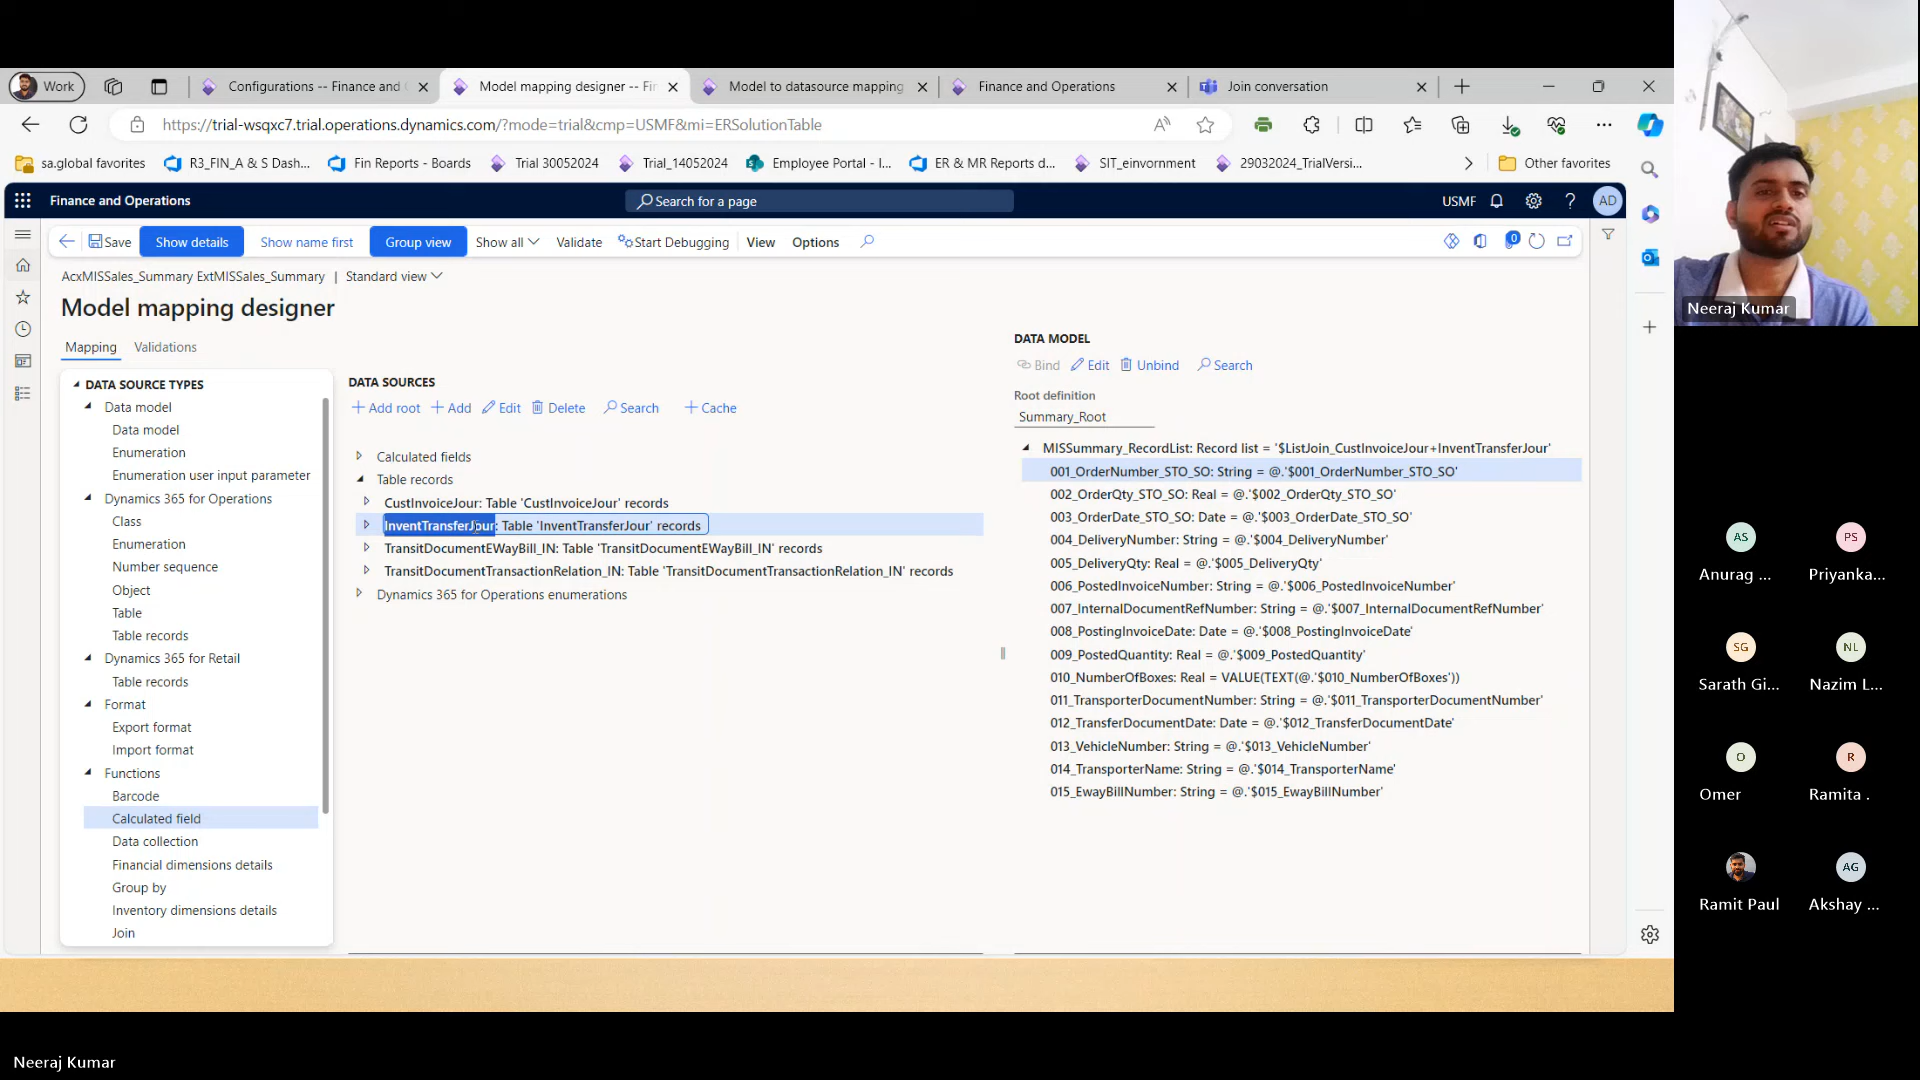 Work
Configurations -- Finance and
Model mapping designer -- Fir
Model to datasource mapping
Finance and Operations
Join conversation
https://trial-wsqxc7.trial.operations.dynamics.com/?mode=trial&cmp=USMF&mi=ERSolutionTable
sa.global favorites
R3_FIN_A & S Dash...
Fin Reports - Boards
Trial 30052024
Trial_14052024
Employee Portal - I...
ER & MR Reports d...
SIT_einvornment
29032024_TrialVersi...
Other favorites
Finance and Operations
Search for a page
USMF
AD
Save
Show details
Show name first
Group view
Show all
Validate
Start Debugging
View
Options
0
AcxMISSales_Summary ExtMISSales_Summary | Standard view
Model mapping designer
Mapping
Validations
DATA SOURCE TYPES
Data model
Data model
Enumeration
Enumeration user input parameter
Dynamics 365 for Operations
Class
Enumeration
Number sequence
Object
Table
Table records
Dynamics 365 for Retail
Table records
Format
Export format
Import format
Functions
Barcode
Calculated field
Data collection
Financial dimensions details
Group by
Inventory dimensions details
Join
DATA SOURCES
Add root
Add
Edit
Delete
Search
Cache
Calculated fields
Table records
CustInvoiceJour: Table 'CustInvoiceJour' records
InventTransferJour: Table 'InventTransferJour' records
TransitDocumentEWayBill_IN: Table 'TransitDocumentEWayBill_IN' records
TransitDocumentTransactionRelation_IN: Table 'TransitDocumentTransactionRelation_IN' records
Dynamics 365 for Operations enumerations
DATA MODEL
Bind
Edit
Unbind
Search
Root definition
Summary_Root
MISSummary_RecordList: Record list = '$ListJoin_CustInvoiceJour+InventTransferJour'
001_OrderNumber_STO_SO: String = @.'$001_OrderNumber_STO_SO'
002_OrderQty_STO_SO: Real = @.'$002_OrderQty_STO_SO'
003_OrderDate_STO_SO: Date = @.'$003_OrderDate_STO_SO'
004_DeliveryNumber: String = @.'$004_DeliveryNumber'
005_DeliveryQty: Real = @.'$005_DeliveryQty'
006_PostedInvoiceNumber: String = @.'$006_PostedInvoiceNumber'
007_InternalDocumentRefNumber: String = @.'$007_InternalDocumentRefNumber'
008_PostingInvoiceDate: Date = @.'$008_PostingInvoiceDate'
009_PostedQuantity: Real = @.'$009_PostedQuantity'
010_NumberOfBoxes: Real = VALUE(TEXT(@.'$010_NumberOfBoxes'))
011_TransporterDocumentNumber: String = @.'$011_TransporterDocumentNumber'
012_TransferDocumentDate: Date = @.'$012_TransferDocumentDate'
013_VehicleNumber: String = @.'$013_VehicleNumber'
014_TransporterName: String = @.'$014_TransporterName'
015_EwayBillNumber: String = @.'$015_EwayBillNumber'
Neeraj Kumar
AS
Anurag ...
PS
Priyanka...
SG
Sarath Gi...
NL
Nazim L...
O
Omer
R
Ramita .
Ramit Paul
AG
Akshay ...
Neeraj Kumar